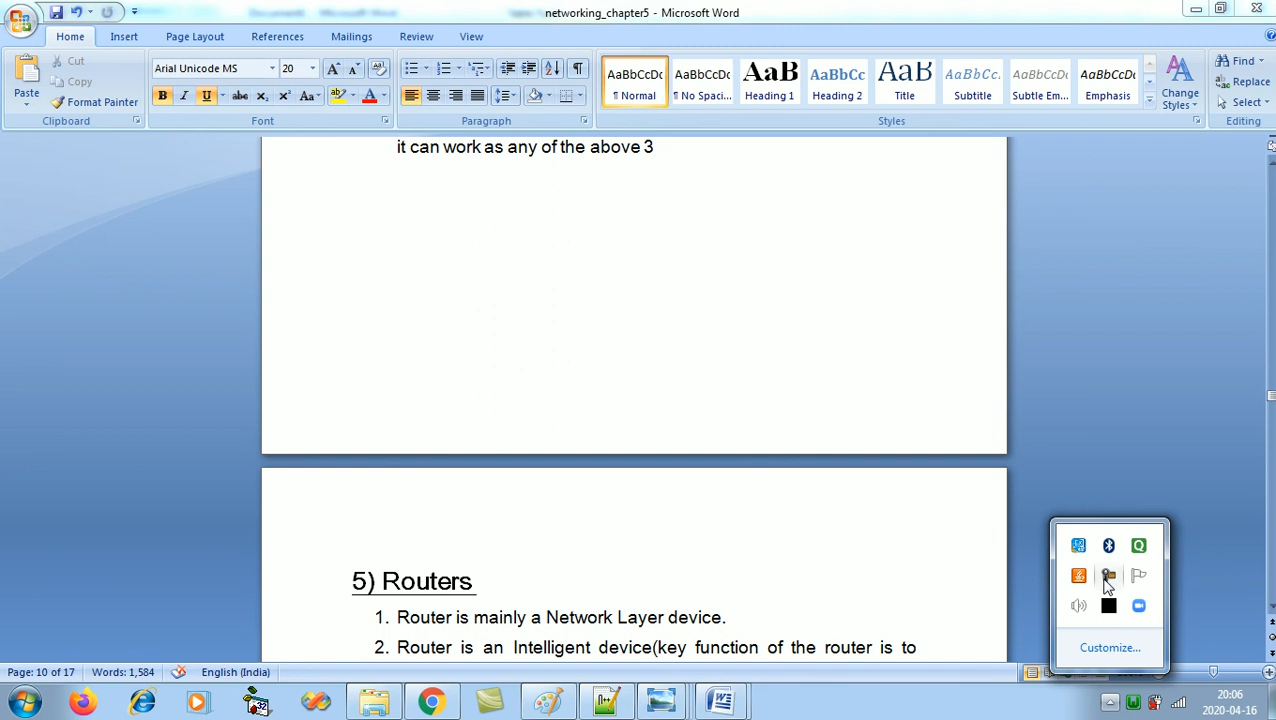 networking_chapter5 - Microsoft Word
Home Insert Page Layout References Mailings Review View
Paste
Cut
Copy
Format Painter
Clipboard
Arial Unicode MS 20
B I U abc x₂ x² Aa
Font
Paragraph
AaBbCcDc AaBbCcDc AaB AaBbCc AaB AaBbCc. AaBbCcDc AaBbCcDc
¶ Normal ¶ No Spaci... Heading 1 Heading 2 Title Subtitle Subtle Em... Emphasis
Styles
Change
Styles
Find
Replace
Select
Editing
it can work as any of the above 3
5) Routers
1. Router is mainly a Network Layer device.
2. Router is an Intelligent device(key function of the router is to
Customize...
Page: 10 of 17 Words: 1,584 English (India)
20:06
2020-04-16